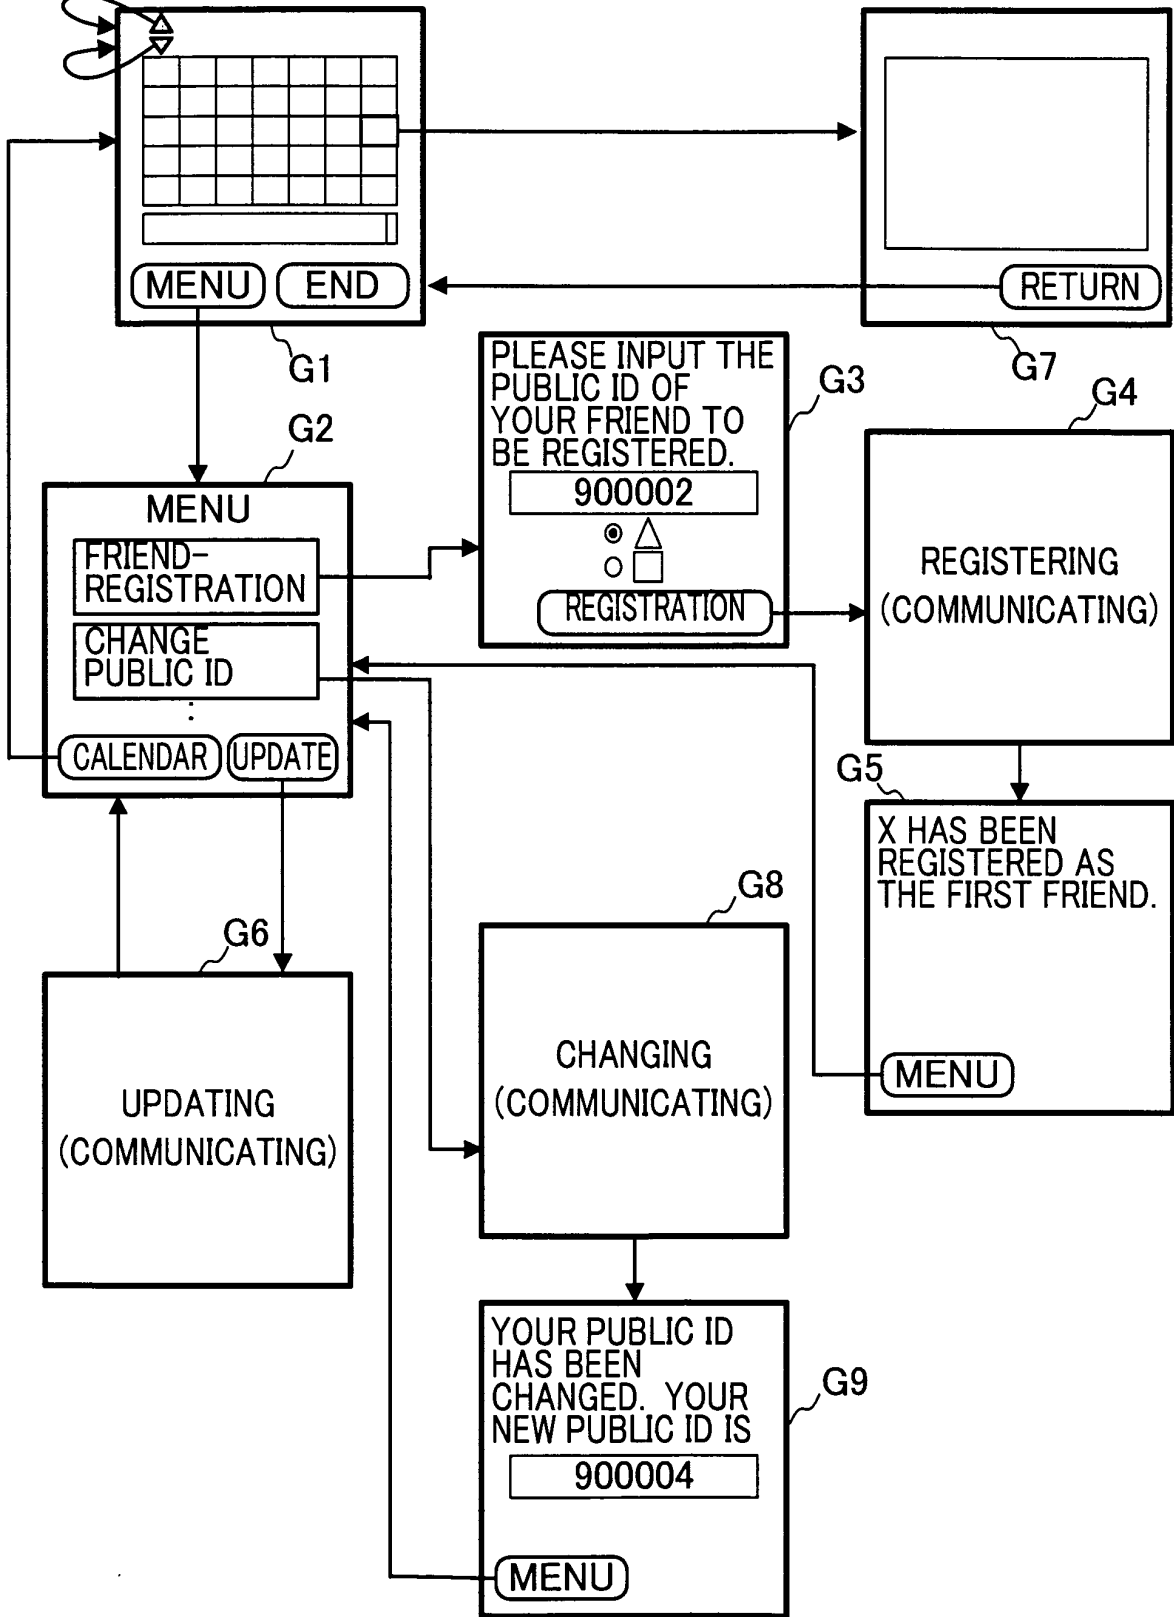 MENU
END
RETURN
G1
G7
PLEASE INPUT THE
PUBLIC ID OF
YOUR FRIEND TO
BE REGISTERED.
900002
REGISTRATION
G3
G4
REGISTERING
(COMMUNICATING)
G2
MENU
FRIEND-
REGISTRATION
CHANGE
PUBLIC ID
:
CALENDAR
UPDATE
G5
X HAS BEEN
REGISTERED AS
THE FIRST FRIEND.
MENU
G6
UPDATING
(COMMUNICATING)
G8
CHANGING
(COMMUNICATING)
YOUR PUBLIC ID
HAS BEEN
CHANGED. YOUR
NEW PUBLIC ID IS
900004
MENU
G9